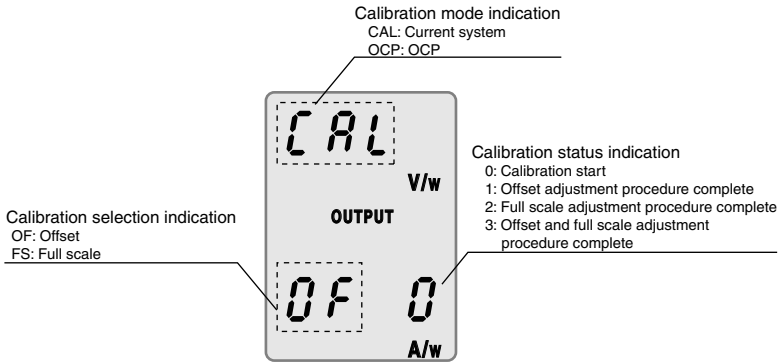 Calibration mode indication
CAL: Current system
OCP: OCP
CAL
V/w
OUTPUT
Calibration status indication
0: Calibration start
1: Offset adjustment procedure complete
2: Full scale adjustment procedure complete
3: Offset and full scale adjustment
procedure complete
Calibration selection indication
OF: Offset
FS: Full scale
OF 0
A/w